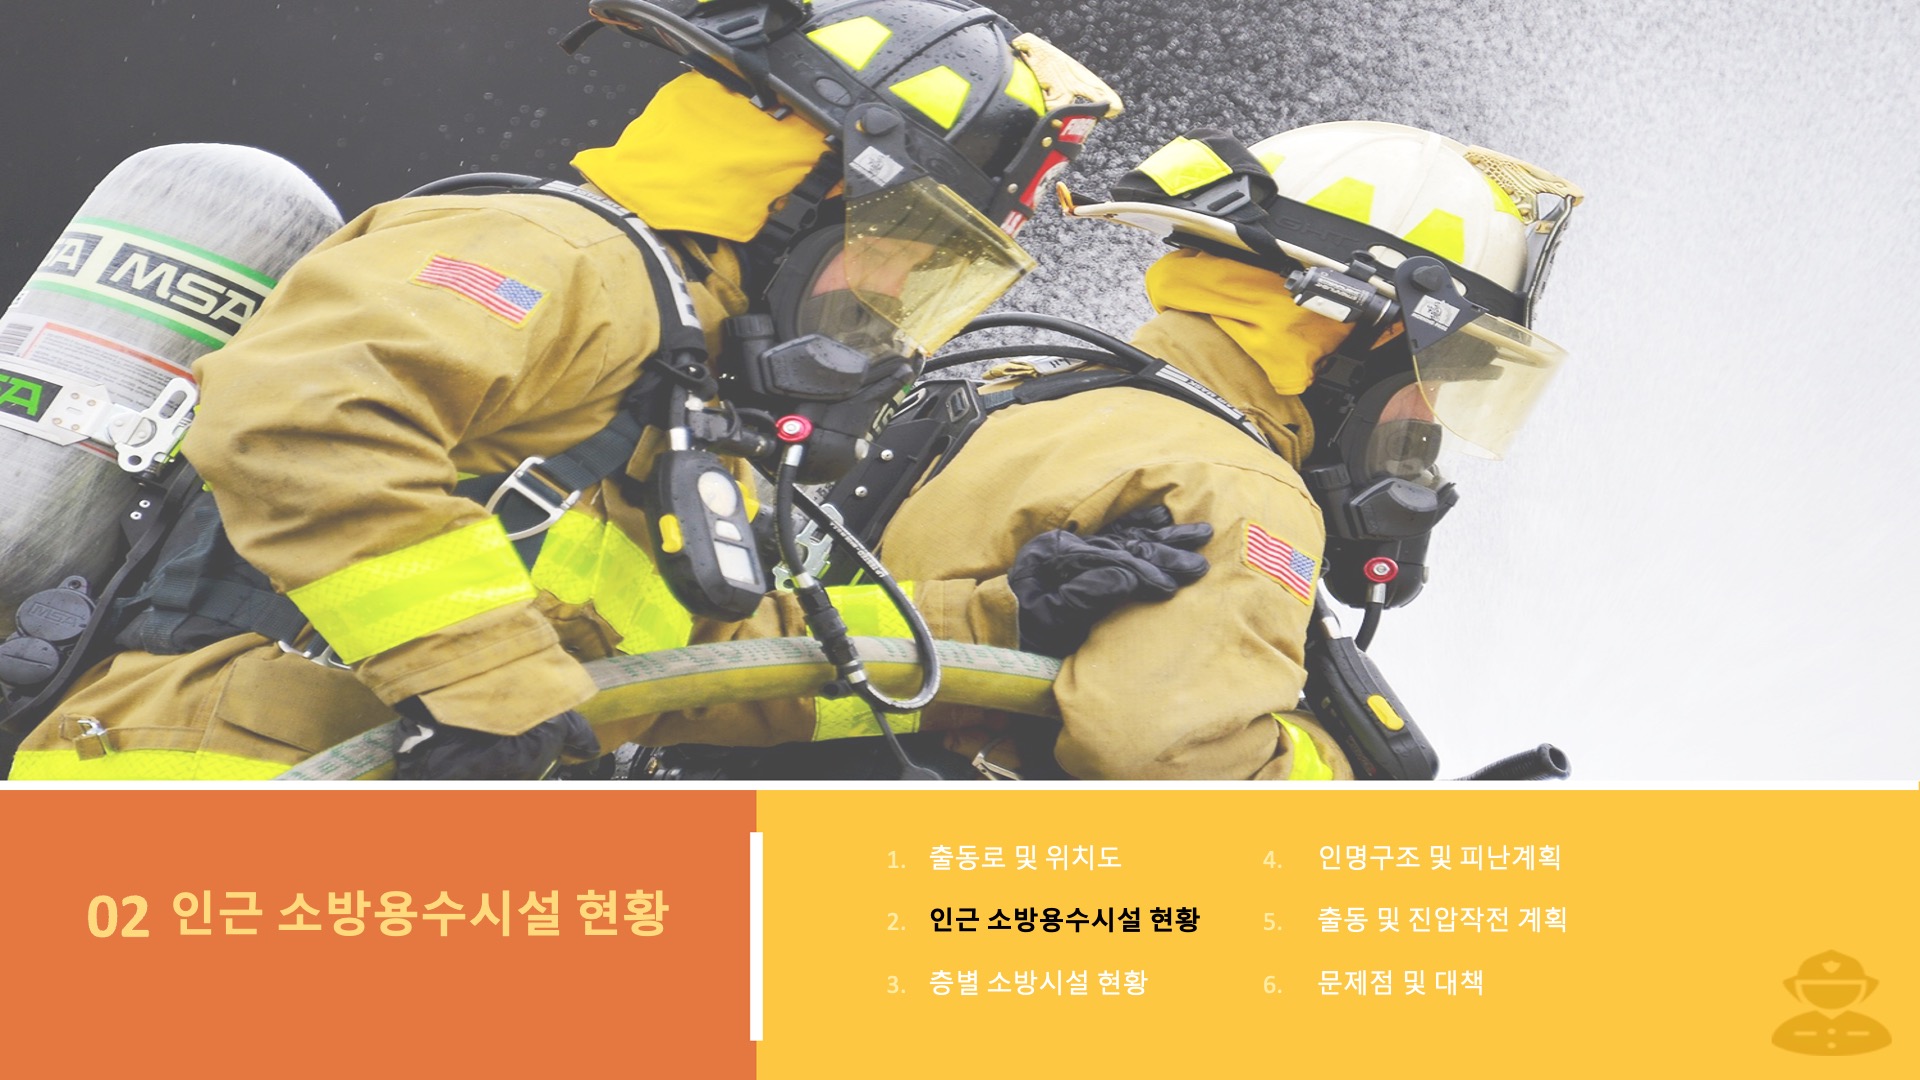 MSA
MSA
02 인근 소방용수시설 현황
1. 출동로 및 위치도
2. 인근 소방용수시설 현황
3. 층별 소방시설 현황
4. 인명구조 및 피난계획
5. 출동 및 진압작전 계획
6. 문제점 및 대책